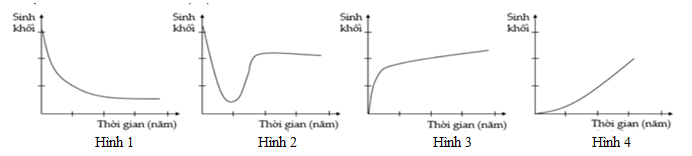 Sinh
khối
Thời gian (năm)
Hình 1
Sinh
khối
Thời gian (năm)
Hình 2
Sinh
khối
Thời gian (năm)
Hình 3
Sinh
khối
Thời gian (năm)
Hình 4